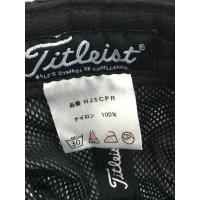 Titleist
GOLF'S SYMBOL OF EXCELLENCE.
品番 HJ5CPR
ナイロン 100%
30
Titleist